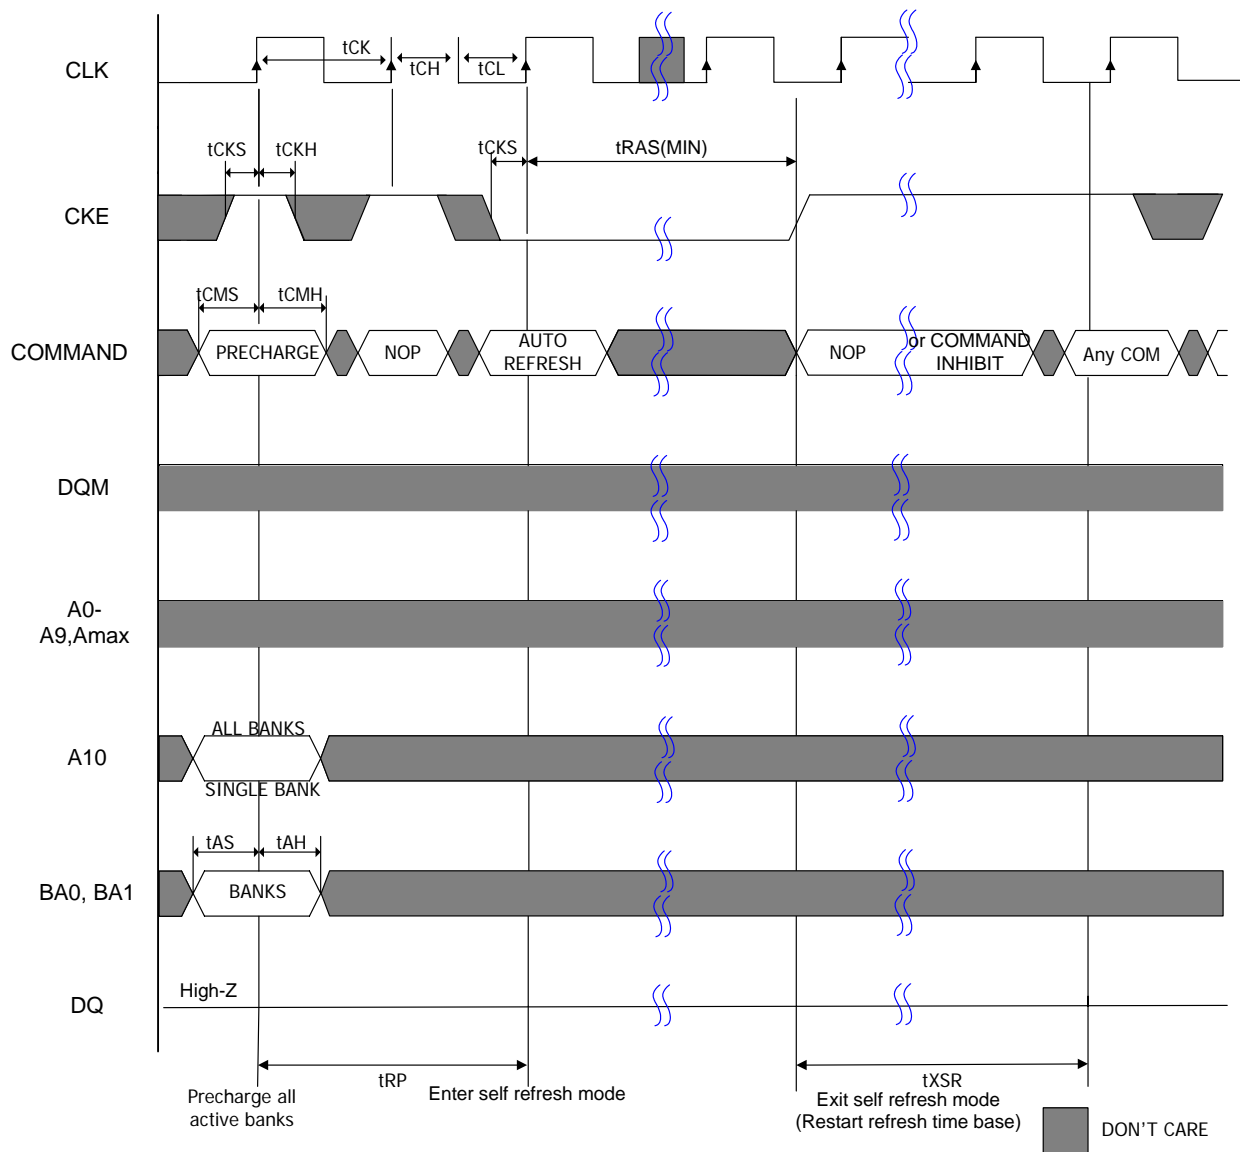 CLK
tCK
tCH
tCL
tCKS
tCKH
tCKS
tRAS(MIN)
CKE
tCMS
tCMH
COMMAND
PRECHARGE
NOP
AUTO
REFRESH
NOP
or COMMAND
INHIBIT
Any COM
DQM
A0-
A9,Amax
A10
ALL BANKS
SINGLE BANK
tAS
tAH
BA0, BA1
BANKS
DQ
High-Z
tRP
tXSR
Precharge all
active banks
Enter self refresh mode
Exit self refresh mode
(Restart refresh time base)
DON'T CARE